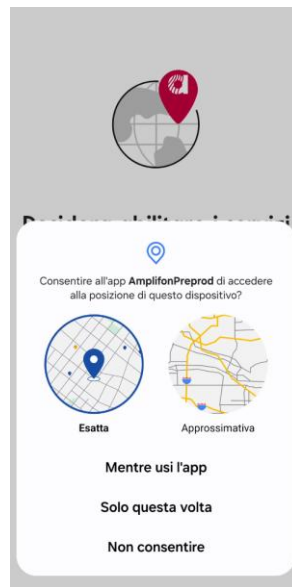 Consentire all'app AmplifonPreprod di accedere
alla posizione di questo dispositivo?
Esatta
Approssimativa
Mentre usi l'app
Solo questa volta
Non consentire